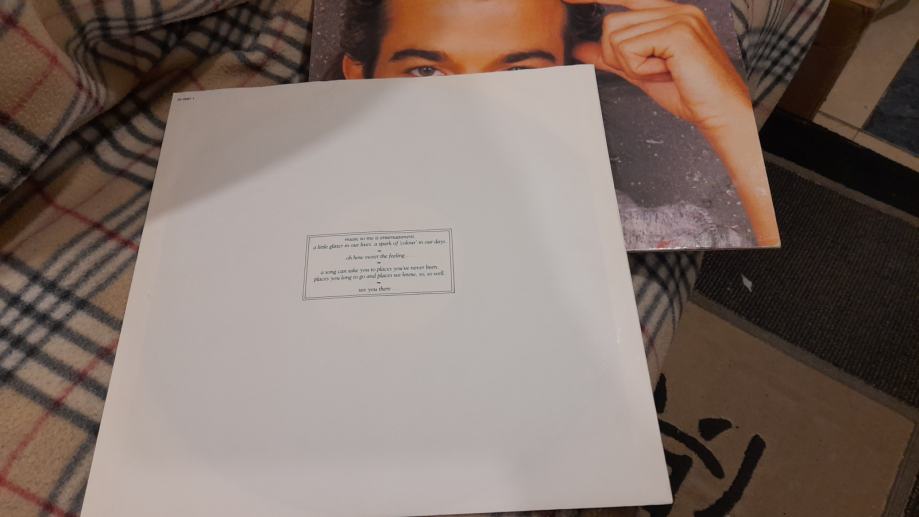 music to me is entertainment.
a little glitter in our lives. a spark of 'colour' in our days.
oh how sweet the feeling
a song can take you to places you've never been.
places you long to go and places we know, so, so well.
see you there